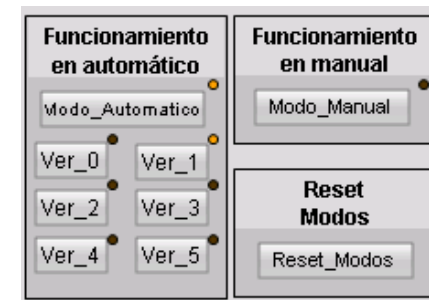 Funcionamiento
en automático
Modo_Automatico
Ver_0
Ver_1
Ver_2
Ver_3
Ver_4
Ver_5
Funcionamiento
en manual
Modo_Manual
Reset
Modos
Reset_Modos